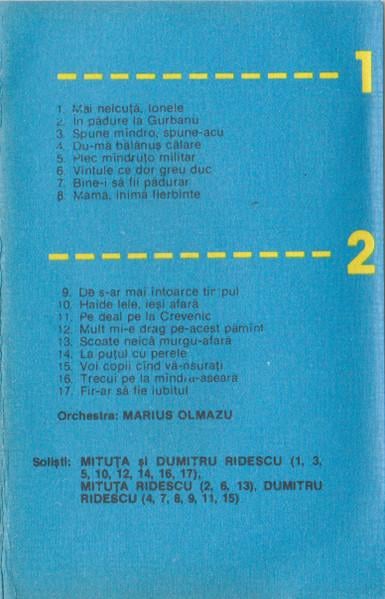 1
1. Măi neicuță, Ionele
2. În pădure la Gurbanu
3. Spune mîndro, spune-acu
4. Du-mă bălănuș călare
5. Plec mîndruțo militar
6. Vîntule ce dor greu duc
7. Bine-i să fii pădurar
8. Mamă, inimă fierbinte
2
9. De s-ar mai întoarce timpul
10. Haide lele, ieși afară
11. Pe deal pe la Crevenic
12. Mult mi-e drag pe-acest pămînt
13. Scoate neică murgu-afară
14. La puțul cu perele
15. Voi copii cînd vă-nsurați
16. Trecui pe la mîndra-aseară
17. Fir-ar să fie iubitul
Orchestra: MARIUS OLMAZU
Soliști: MITUȚA și DUMITRU RIDESCU (1, 3,
5, 10, 12, 14, 16, 17),
MITUȚA RIDESCU (2, 6, 13), DUMITRU
RIDESCU (4, 7, 8, 9, 11, 15)